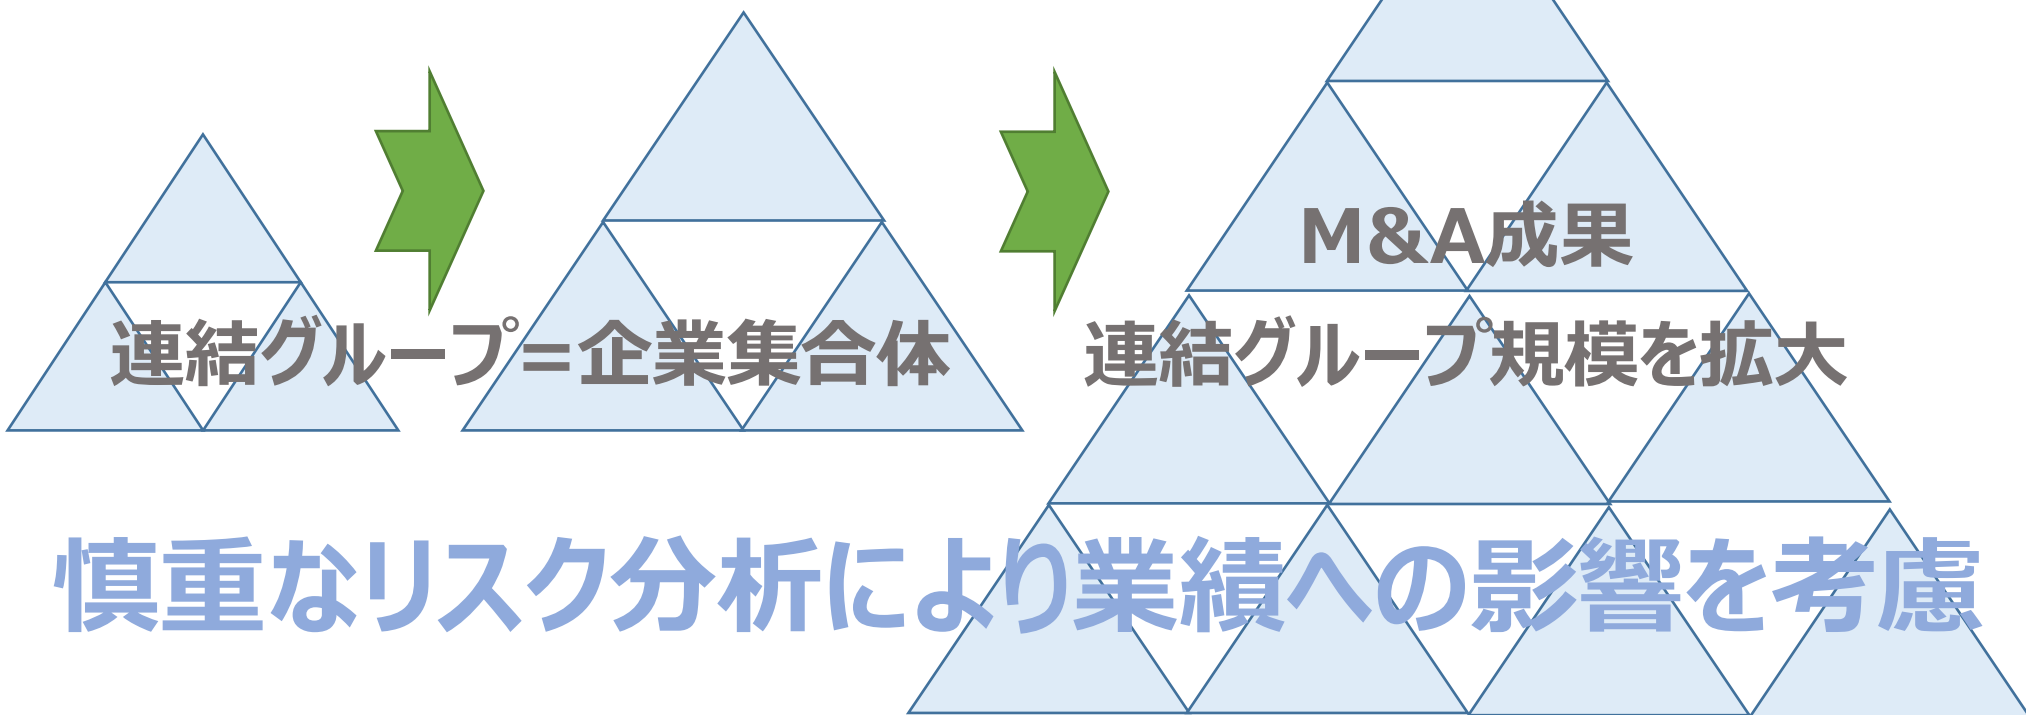 M&A成果
連結グループ=企業集合体
連結グループ規模を拡大
慎重なリスク分析により業績への影響を考慮